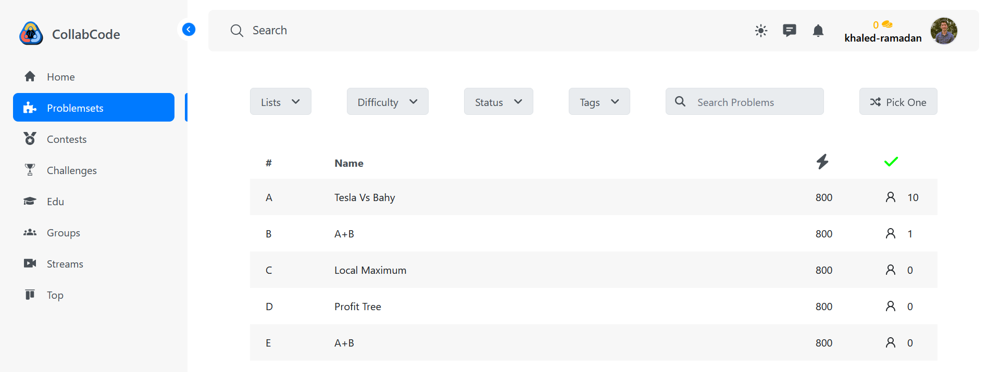 CollabCode
Home
Problemsets
Contests
Challenges
Edu
Groups
Streams
Top
Search
0
khaled-ramadan
Lists
Difficulty
Status
Tags
Search Problems
Pick One
# Name
A Tesla Vs Bahy 800 10
B A+B 800 1
C Local Maximum 800 0
D Profit Tree 800 0
E A+B 800 0